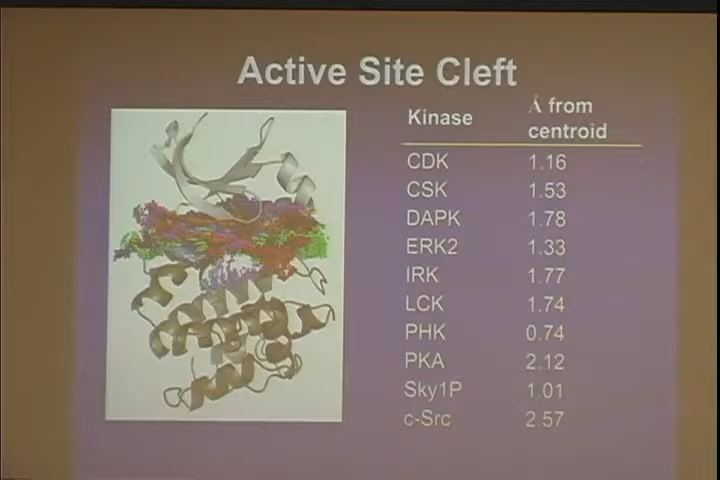 Active Site Cleft
Kinase Å from centroid
CDK 1.16
CSK 1.53
DAPK 1.78
ERK2 1.33
IRK 1.77
LCK 1.74
PHK 0.74
PKA 2.12
Sky1P 1.01
c-Src 2.57